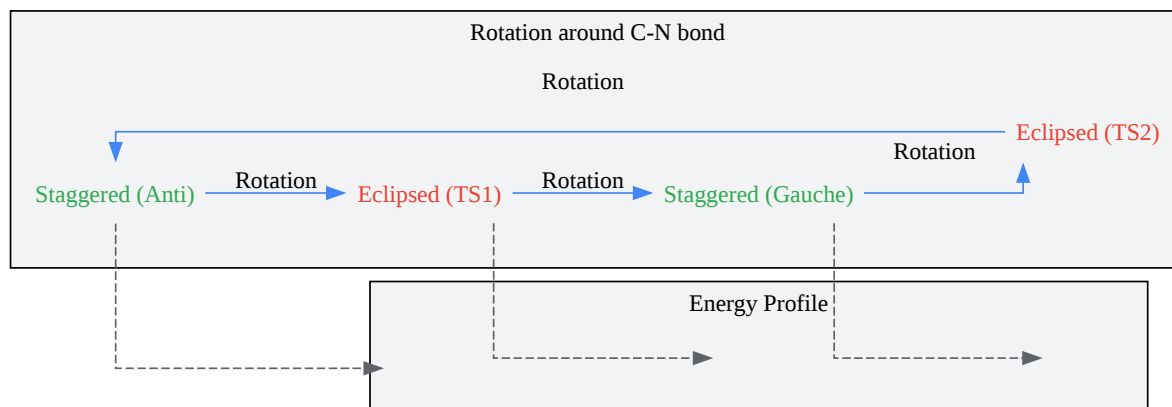 Rotation around C-N bond
Rotation
Eclipsed (TS2)
Rotation
Staggered (Anti)
Rotation
Eclipsed (TS1)
Rotation
Staggered (Gauche)
Energy Profile